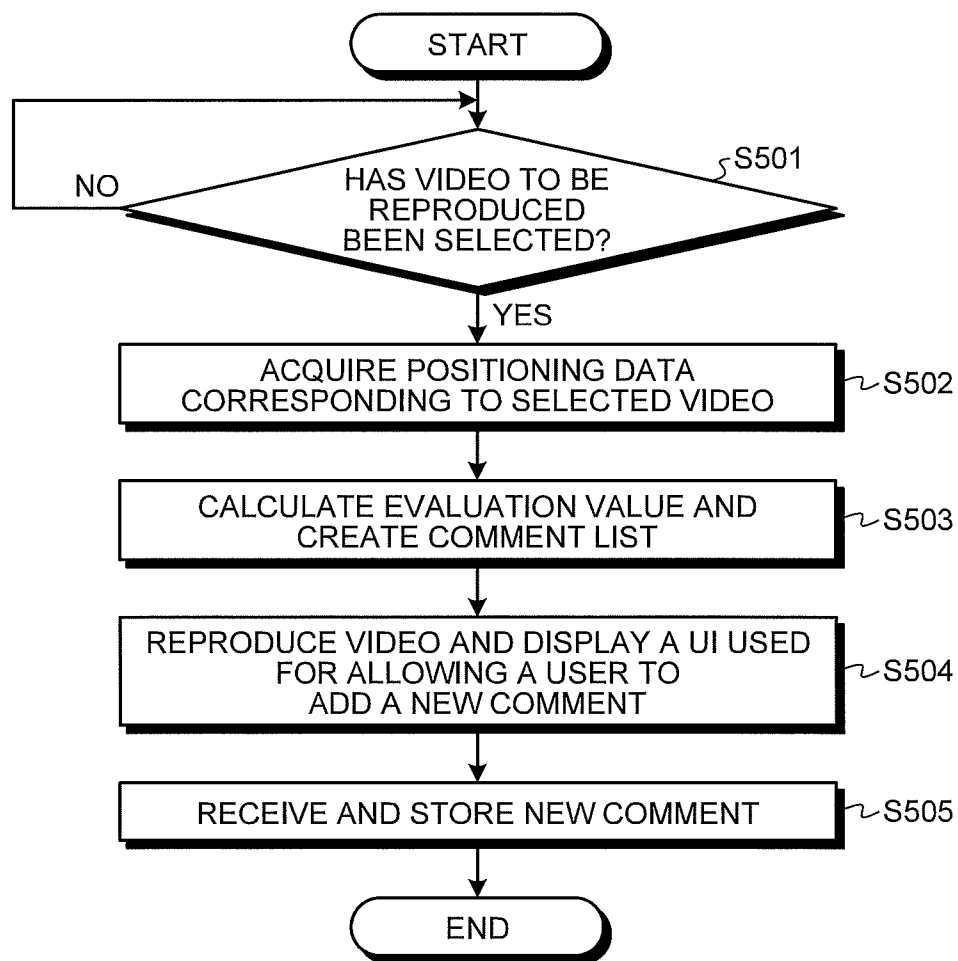 START
HAS VIDEO TO BE
REPRODUCED
BEEN SELECTED?
S501
NO
YES
ACQUIRE POSITIONING DATA
CORRESPONDING TO SELECTED VIDEO
S502
CALCULATE EVALUATION VALUE AND
CREATE COMMENT LIST
S503
REPRODUCE VIDEO AND DISPLAY A UI USED
FOR ALLOWING A USER TO
ADD A NEW COMMENT
S504
RECEIVE AND STORE NEW COMMENT
S505
END